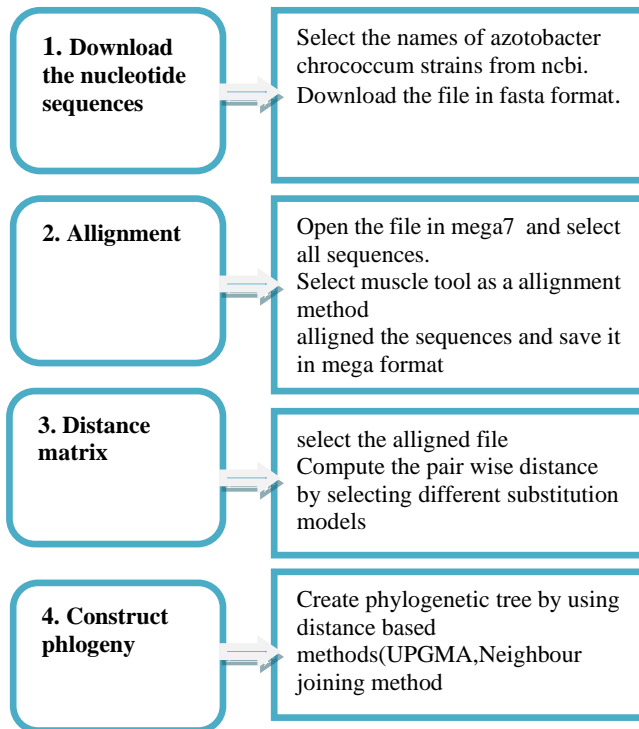 1. Download
the nucleotide
sequences
Select the names of azotobacter
chrococcum strains from ncbi.
Download the file in fasta format.
2. Allignment
Open the file in mega7 and select
all sequences.
Select muscle tool as a allignment
method
alligned the sequences and save it
in mega format
3. Distance
matrix
select the alligned file
Compute the pair wise distance
by selecting different substitution
models
4. Construct
phlogeny
Create phylogenetic tree by using
distance based
methods(UPGMA,Neighbour
joining method